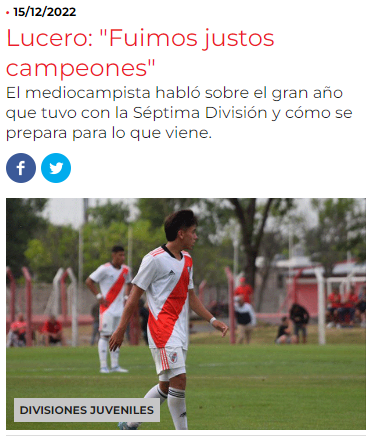 • 15/12/2022
Lucero: "Fuimos justos
campeones"
El mediocampista habló sobre el gran año
que tuvo con la Séptima División y cómo se
prepara para lo que viene.
DIVISIONES JUVENILES